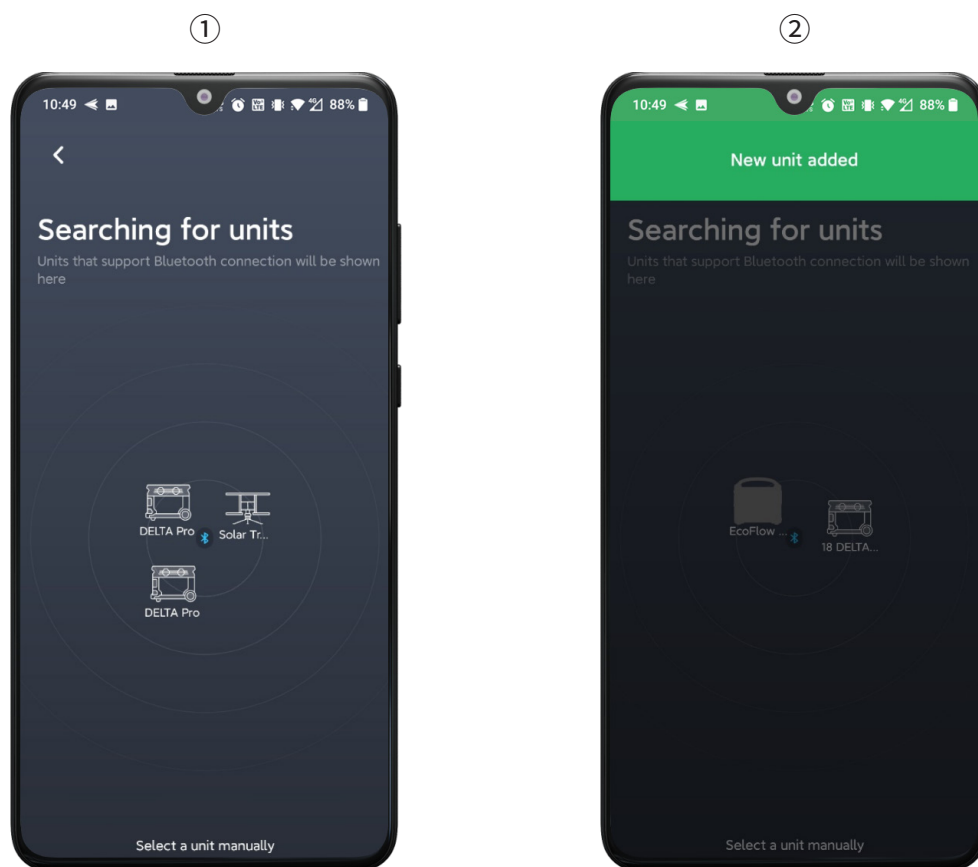 ①
10:49
88%
Searching for units
Units that support Bluetooth connection will be shown
here
DELTA Pro
Solar Tr...
DELTA Pro
Select a unit manually
②
10:49
88%
New unit added
Searching for units
Units that support Bluetooth connection will be shown
here
EcoFlow ...
18 DELTA...
Select a unit manually